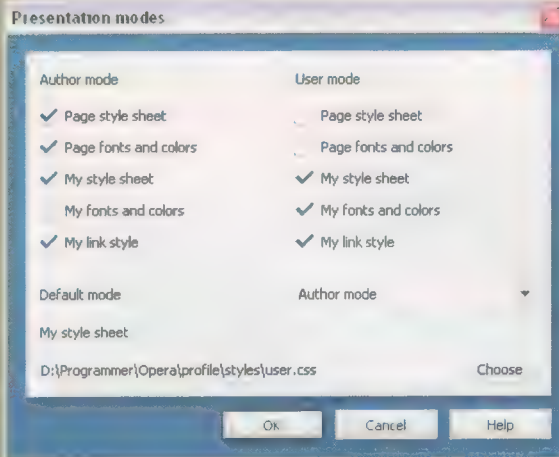 Presentation modes
Author mode
User mode
Page style sheet
Page style sheet
Page fonts and colors
Page fonts and colors
My style sheet
My style sheet
My fonts and colors
My fonts and colors
My link style
My link style
Default mode
Author mode
My style sheet
D:\Programmer\Opera\profile\styles\user.css
Choose
OK
Cancel
Help